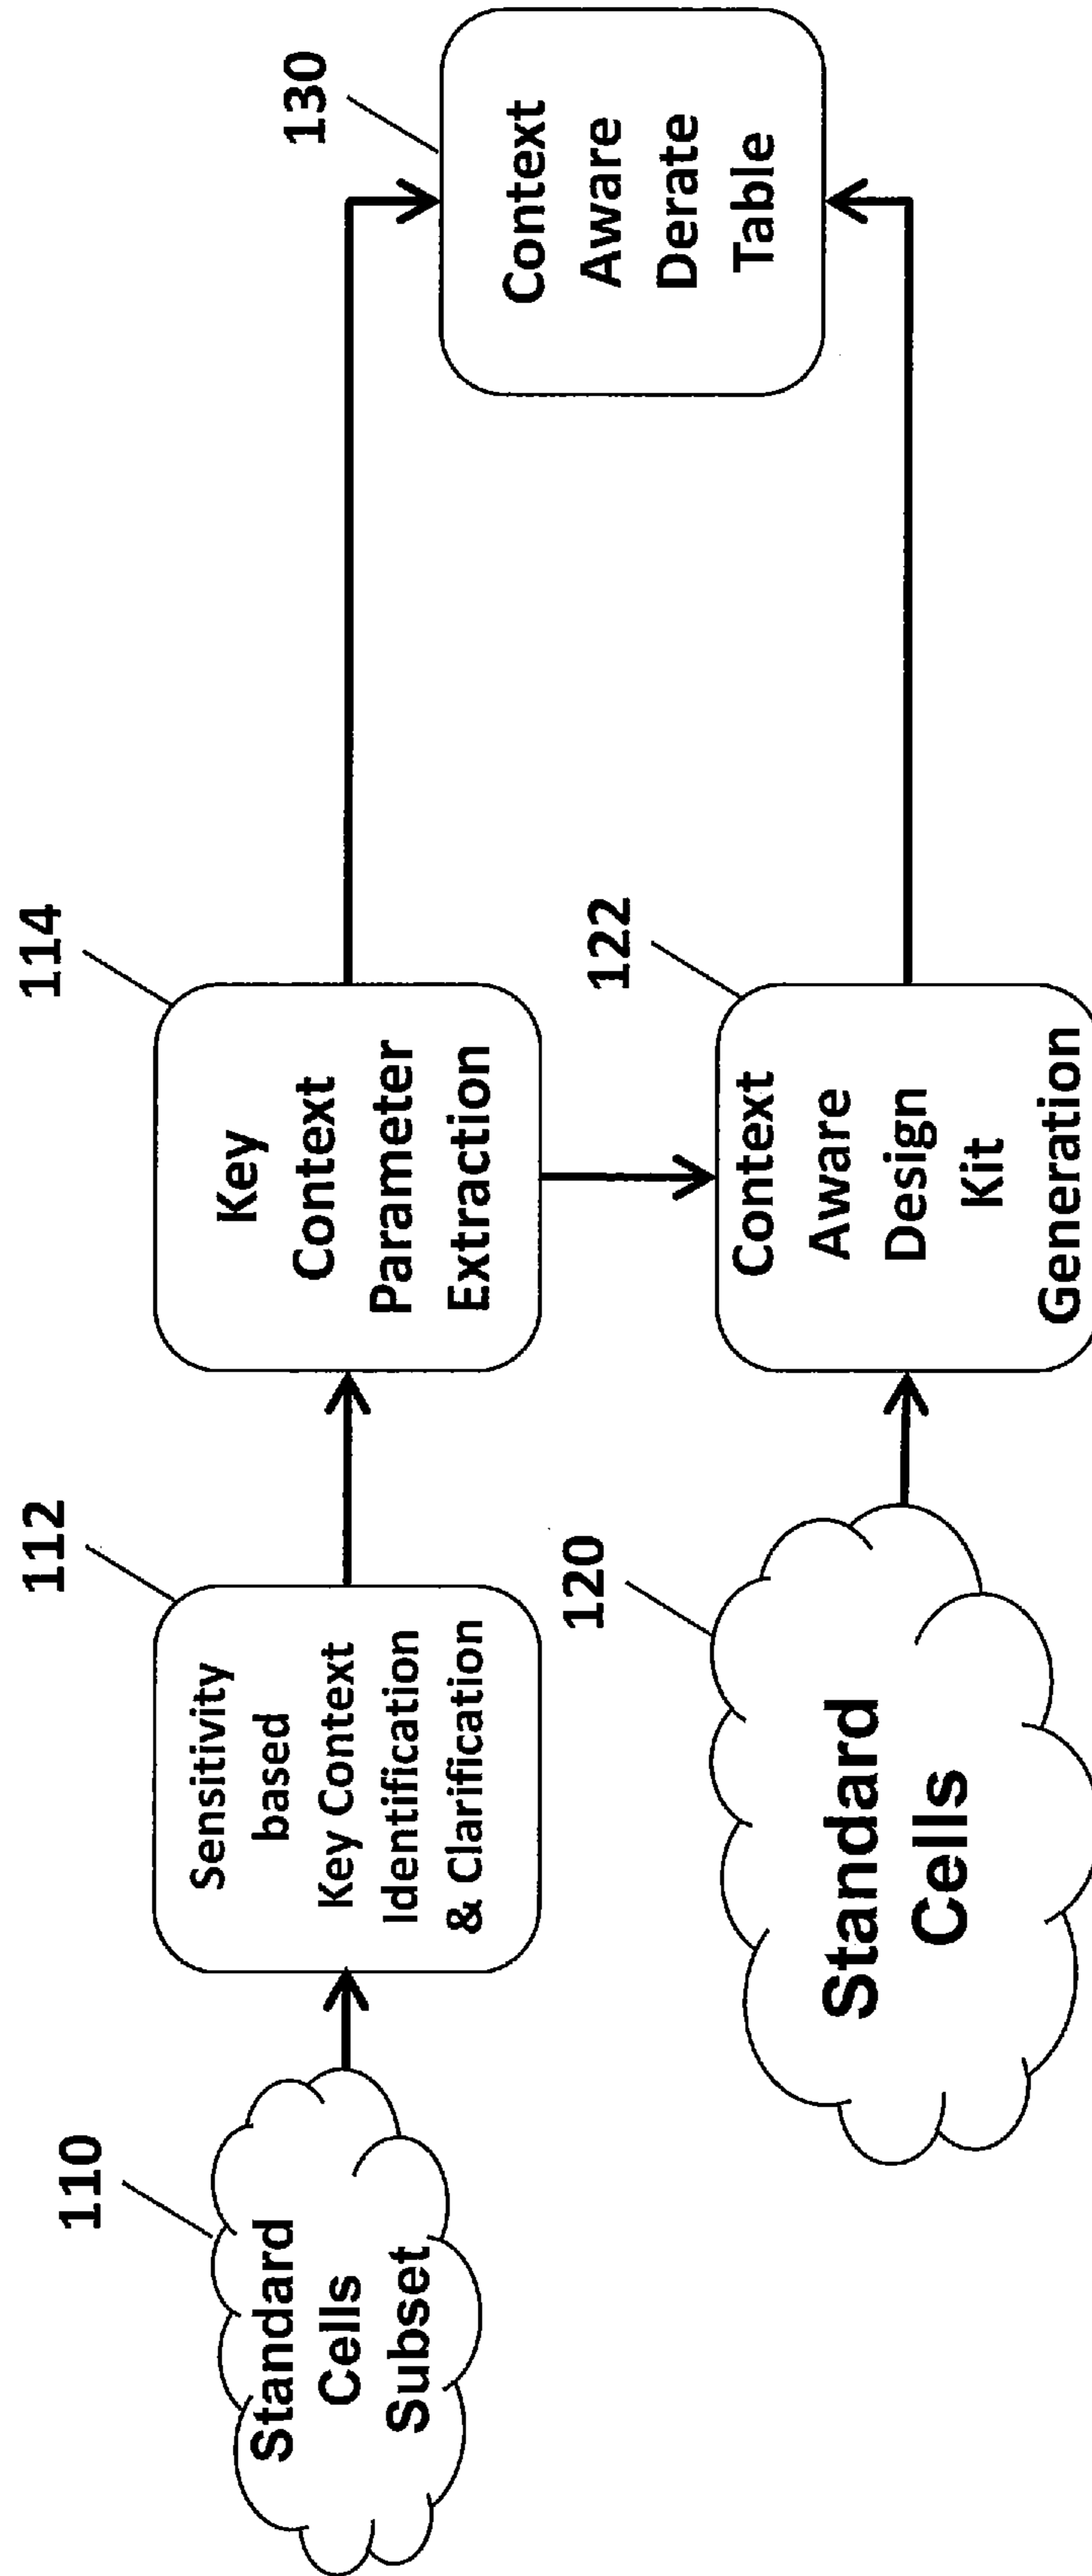 110
Standard
Cells
Subset
112
Sensitivity
based
Key Context
Identification
& Clarification
114
Key
Context
Parameter
Extraction
120
Standard
Cells
122
Context
Aware
Design
Kit
Generation
130
Context
Aware
Derate
Table